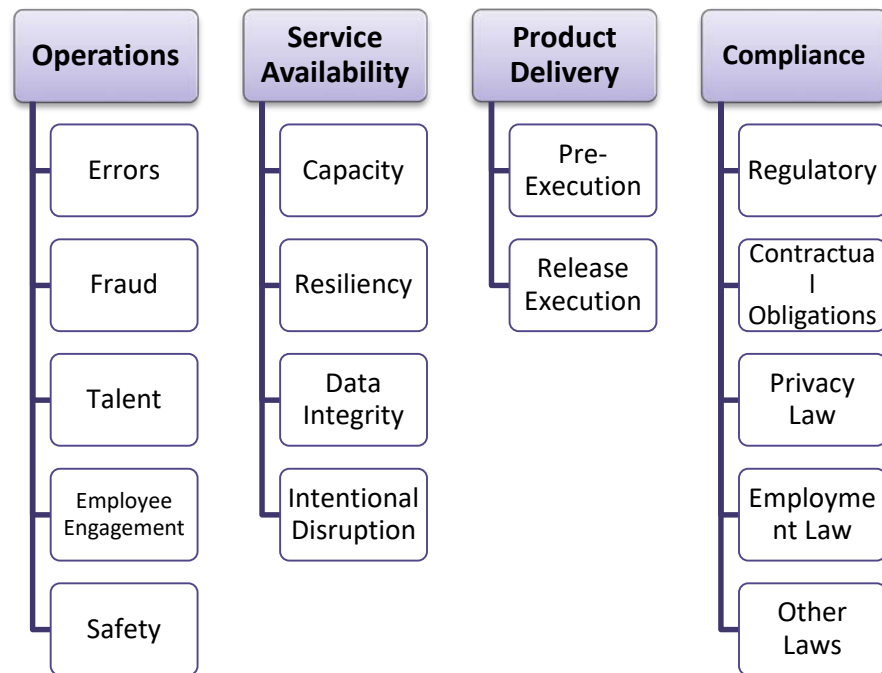 Operations
Errors
Fraud
Talent
Employee
Engagement
Safety
Service
Availability
Capacity
Resiliency
Data
Integrity
Intentional
Disruption
Product
Delivery
Pre-
Execution
Release
Execution
Compliance
Regulatory
Contractua
l
Obligations
Privacy
Law
Employme
nt Law
Other
Laws